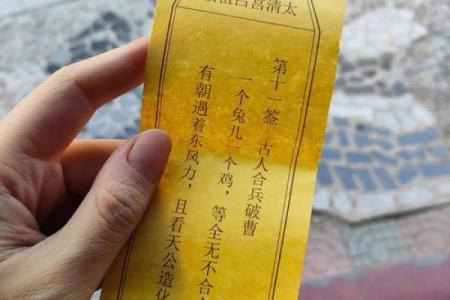 太清宫吕祖
第十一签 古人合兵破曹
一个兔儿一个鸡，等全无不合
有朝遇着东风力，且看天公造化